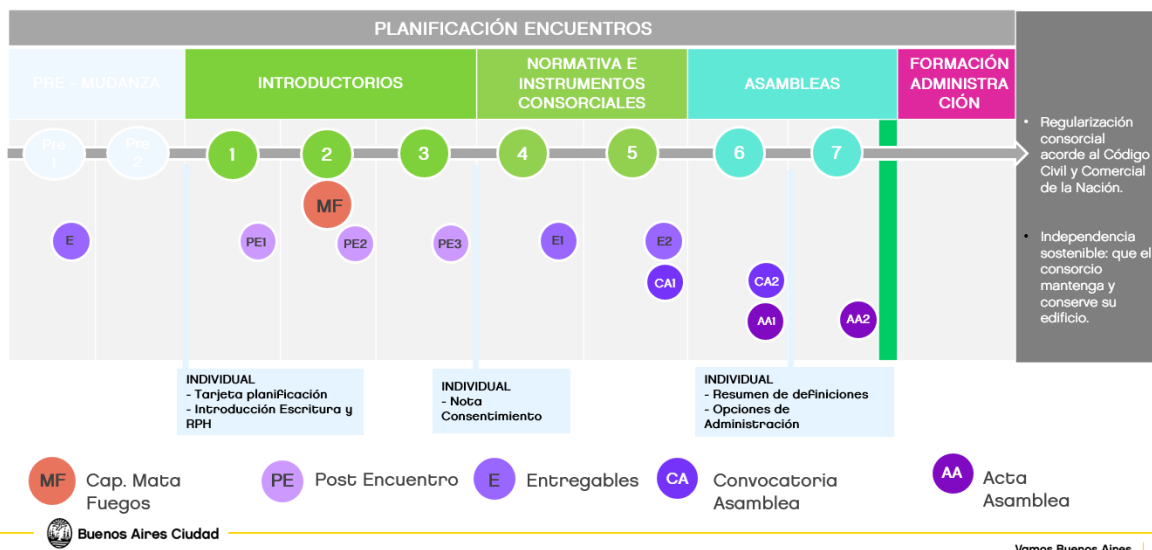 PLANIFICACIÓN ENCUENTROS
PRE - MUDANZA
INTRODUCTORIOS
NORMATIVA E
INSTRUMENTOS
CONSORCIALES
ASAMBLEAS
FORMACIÓN
ADMINISTRA
CIÓN
Pre
1
Pre
2
1
2
3
4
5
6
7
MF
E
PE1
PE2
PE3
E1
E2
CA1
CA2
AA1
AA2
• Regularización
consorcial
acorde al Código
Civil y Comercial
de la Nación.
• Independencia
sostenible: que el
consorcio
mantenga y
conserve su
edificio.
INDIVIDUAL
- Tarjeta planificación
- Introducción Escritura y
RPH
INDIVIDUAL
- Nota
Consentimiento
INDIVIDUAL
- Resumen de definiciones
- Opciones de
Administración
MF
Cap. Mata
Fuegos
PE
Post Encuentro
E
Entregables
CA
Convocatoria
Asamblea
AA
Acta
Asamblea
Buenos Aires Ciudad
Vamos Buenos Aires